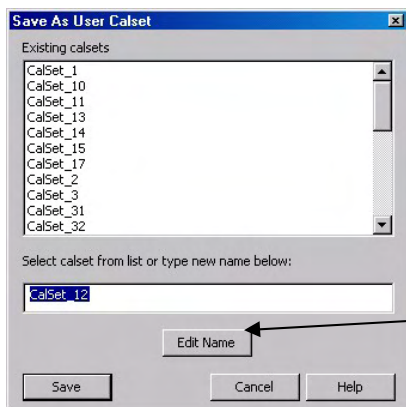 Save As User Calset
Existing calsets
CalSet_1
CalSet_10
CalSet_11
CalSet_13
CalSet_14
CalSet_15
CalSet_17
CalSet_2
CalSet_3
CalSet_31
CalSet_32
Select calset from list or type new name below:
CalSet_12
Edit Name
Save Cancel Help